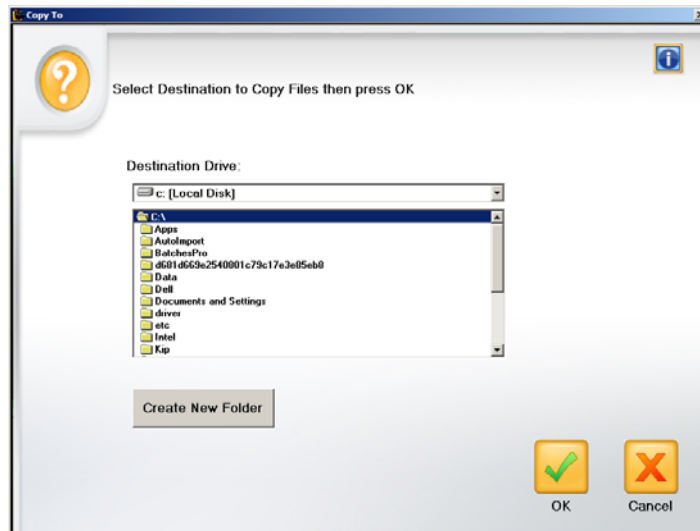 Copy To
Select Destination to Copy Files then press OK
Destination Drive:
c: [Local Disk]
C:\
Apps
AutoImport
BatchesPro
d681d669e2540801c79c17e3e85eb8
Data
Dell
Documents and Settings
driver
etc
Intel
Kip
Create New Folder
OK
Cancel